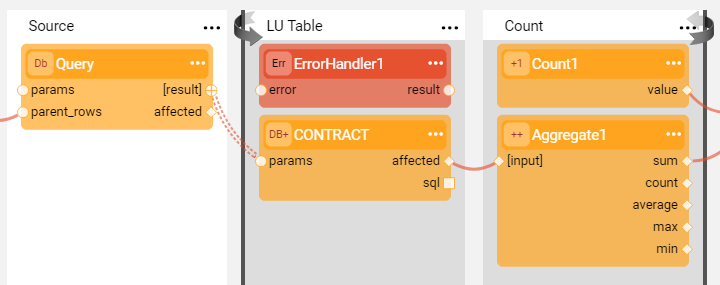 Source ...
Db Query ...
params [result]
parent_rows affected
LU Table ...
Err ErrorHandler1 ...
error result
DB+ CONTRACT ...
params affected
sql
Count ...
+1 Count1 ...
value
++ Aggregate1 ...
[input] sum
count
average
max
min